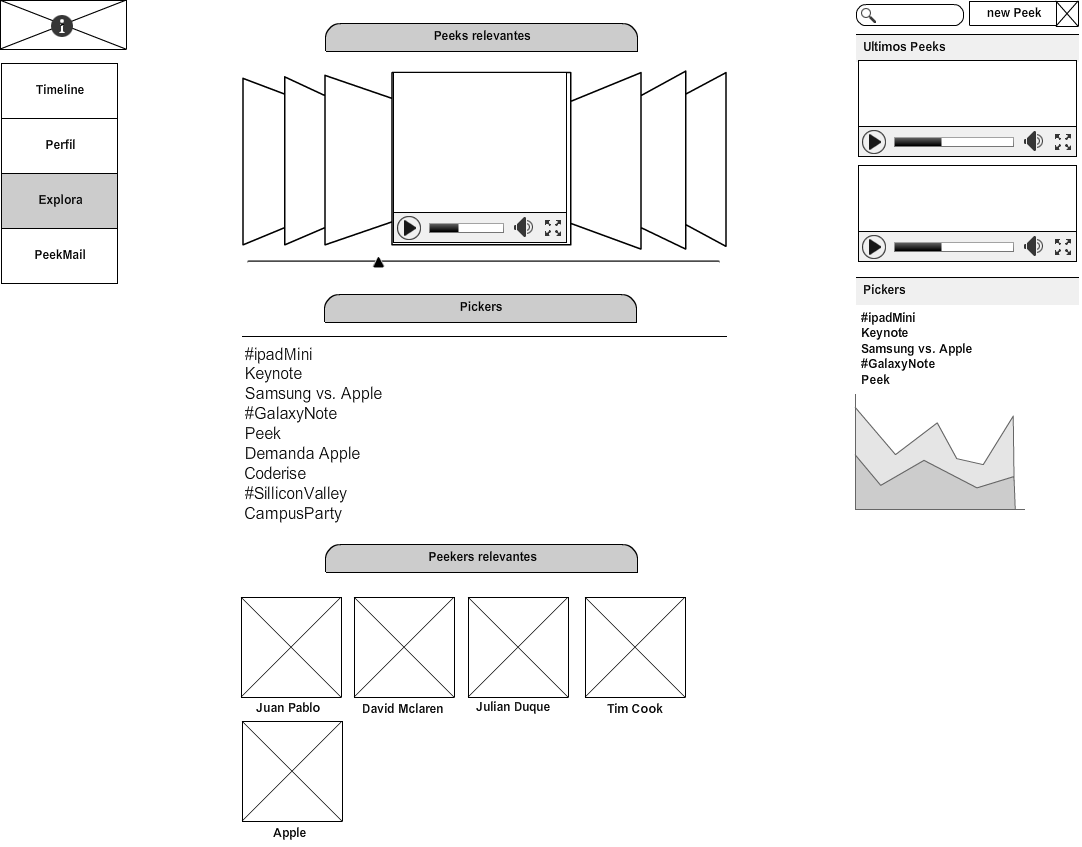 Timeline
Perfil
Explora
PeekMail
Peeks relevantes
Pickers
#ipadMini
Keynote
Samsung vs. Apple
#GalaxyNote
Peek
Demanda Apple
Coderise
#SilliconValley
CampusParty
Peekers relevantes
Juan Pablo
David Mclaren
Julian Duque
Tim Cook
Apple
new Peek
Ultimos Peeks
Pickers
#ipadMini
Keynote
Samsung vs. Apple
#GalaxyNote
Peek